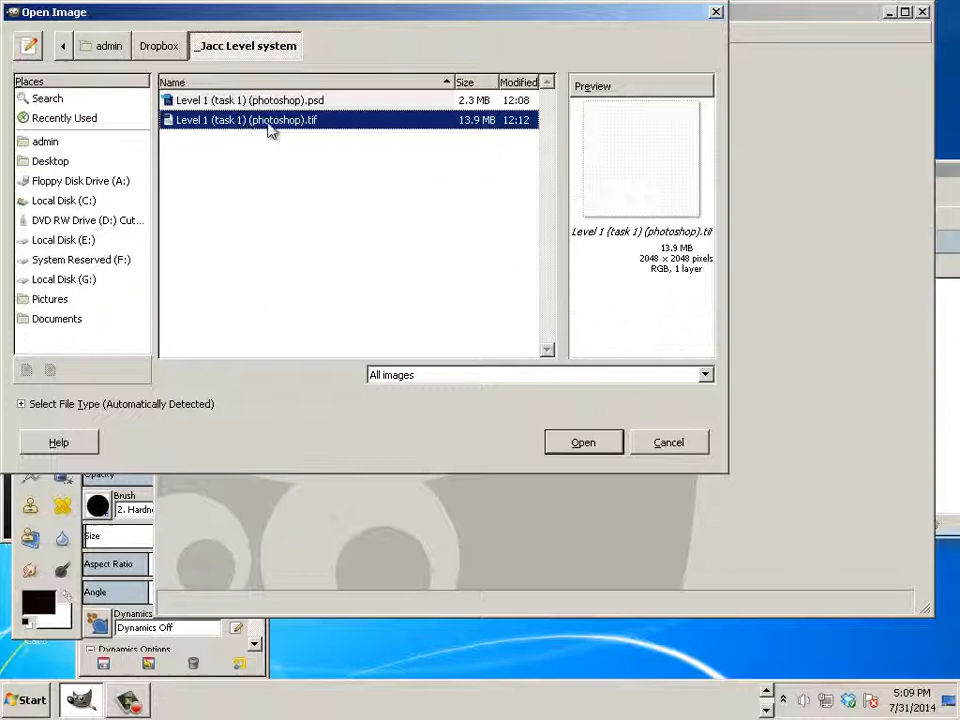 Open Image
admin
Dropbox
_Jacc Level system
Places
Search
Recently Used
admin
Desktop
Floppy Disk Drive (A:)
Local Disk (C:)
DVD RW Drive (D:) Cut...
Local Disk (E:)
System Reserved (F:)
Local Disk (G:)
Pictures
Documents
Name Size Modified
Level 1 (task 1) (photoshop).psd 2.3 MB 12:08
Level 1 (task 1) (photoshop).tif 13.9 MB 12:12
Preview
Level 1 (task 1) (photoshop).tif
13.9 MB
2048 × 2048 pixels
RGB, 1 layer
All images
Select File Type (Automatically Detected)
Help
Open
Cancel
Opacity
Brush
2. Hardn
Size
Aspect Ratio
Angle
Dynamics
Dynamics Off
Dynamics Options
Start
5:09 PM
7/31/2014